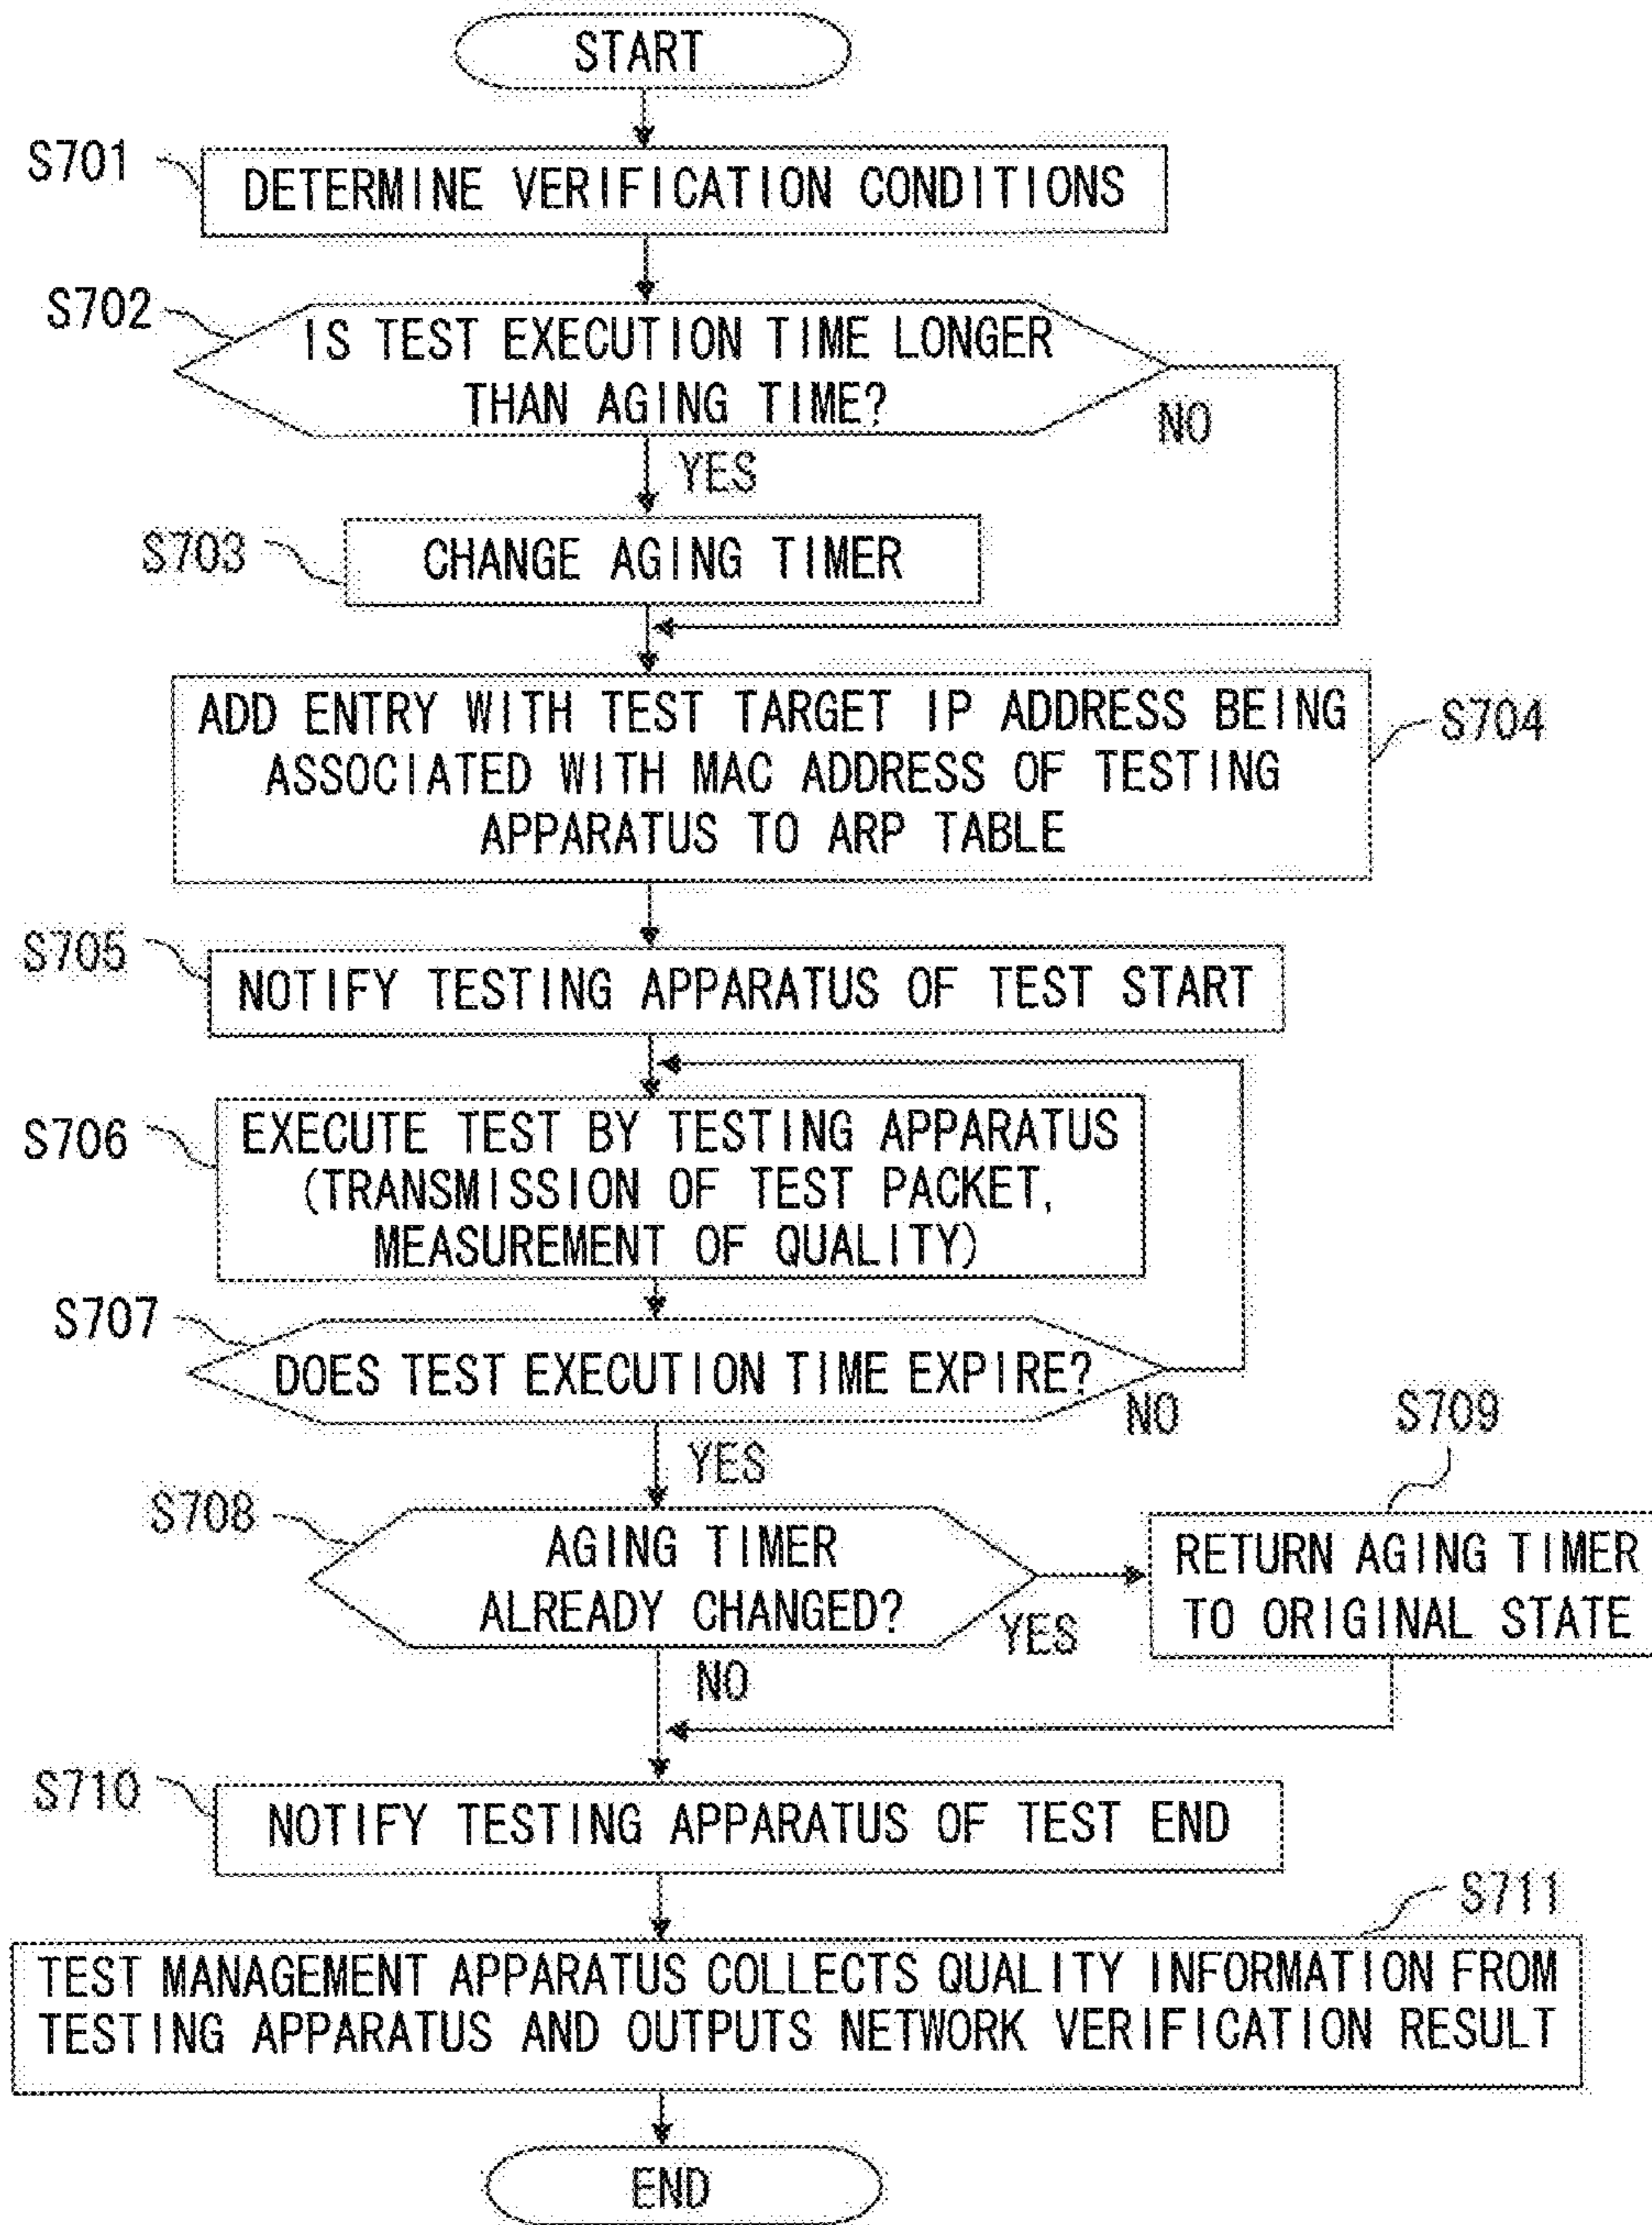 START
S701
DETERMINE VERIFICATION CONDITIONS
S702
IS TEST EXECUTION TIME LONGER
THAN AGING TIME?
NO
YES
S703
CHANGE AGING TIMER
ADD ENTRY WITH TEST TARGET IP ADDRESS BEING
ASSOCIATED WITH MAC ADDRESS OF TESTING
APPARATUS TO ARP TABLE
S704
S705
NOTIFY TESTING APPARATUS OF TEST START
S706
EXECUTE TEST BY TESTING APPARATUS
(TRANSMISSION OF TEST PACKET,
MEASUREMENT OF QUALITY)
S707
DOES TEST EXECUTION TIME EXPIRE?
NO
YES
S708
AGING TIMER
ALREADY CHANGED?
YES
NO
S709
RETURN AGING TIMER
TO ORIGINAL STATE
S710
NOTIFY TESTING APPARATUS OF TEST END
S711
TEST MANAGEMENT APPARATUS COLLECTS QUALITY INFORMATION FROM
TESTING APPARATUS AND OUTPUTS NETWORK VERIFICATION RESULT
END